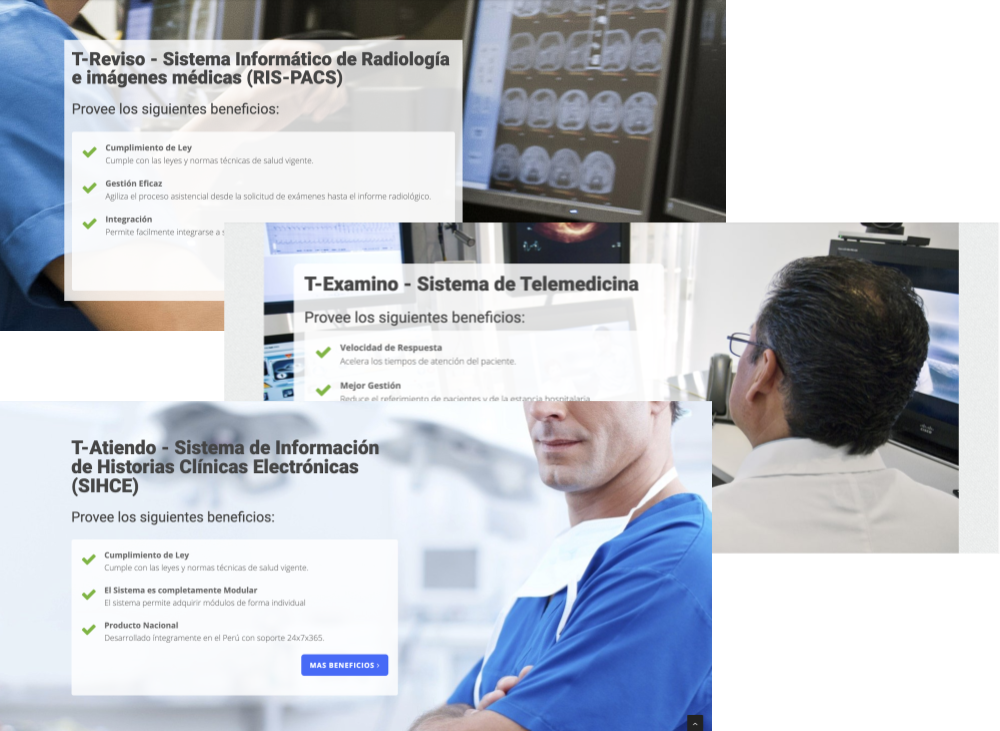 T-Reviso - Sistema Informático de Radiología
e imágenes médicas (RIS-PACS)
Provee los siguientes beneficios:
Cumplimiento de Ley
Cumple con las leyes y normas técnicas de salud vigente.
Gestión Eficaz
Agiliza el proceso asistencial desde la solicitud de exámenes hasta el informe radiológico.
Integración
Permite facilmente integrarse a
T-Examino - Sistema de Telemedicina
Provee los siguientes beneficios:
Velocidad de Respuesta
Acelera los tiempos de atención del paciente.
Mejor Gestión
Reduce el referimiento de pacientes y de la estancia hospitalaria
T-Atiendo - Sistema de Información
de Historias Clínicas Electrónicas
(SIHCE)
Provee los siguientes beneficios:
Cumplimiento de Ley
Cumple con las leyes y normas técnicas de salud vigente.
El Sistema es completamente Modular
El sistema permite adquirir módulos de forma individual
Producto Nacional
Desarrollado íntegramente en el Perú con soporte 24x7x365.
MAS BENEFICIOS ›